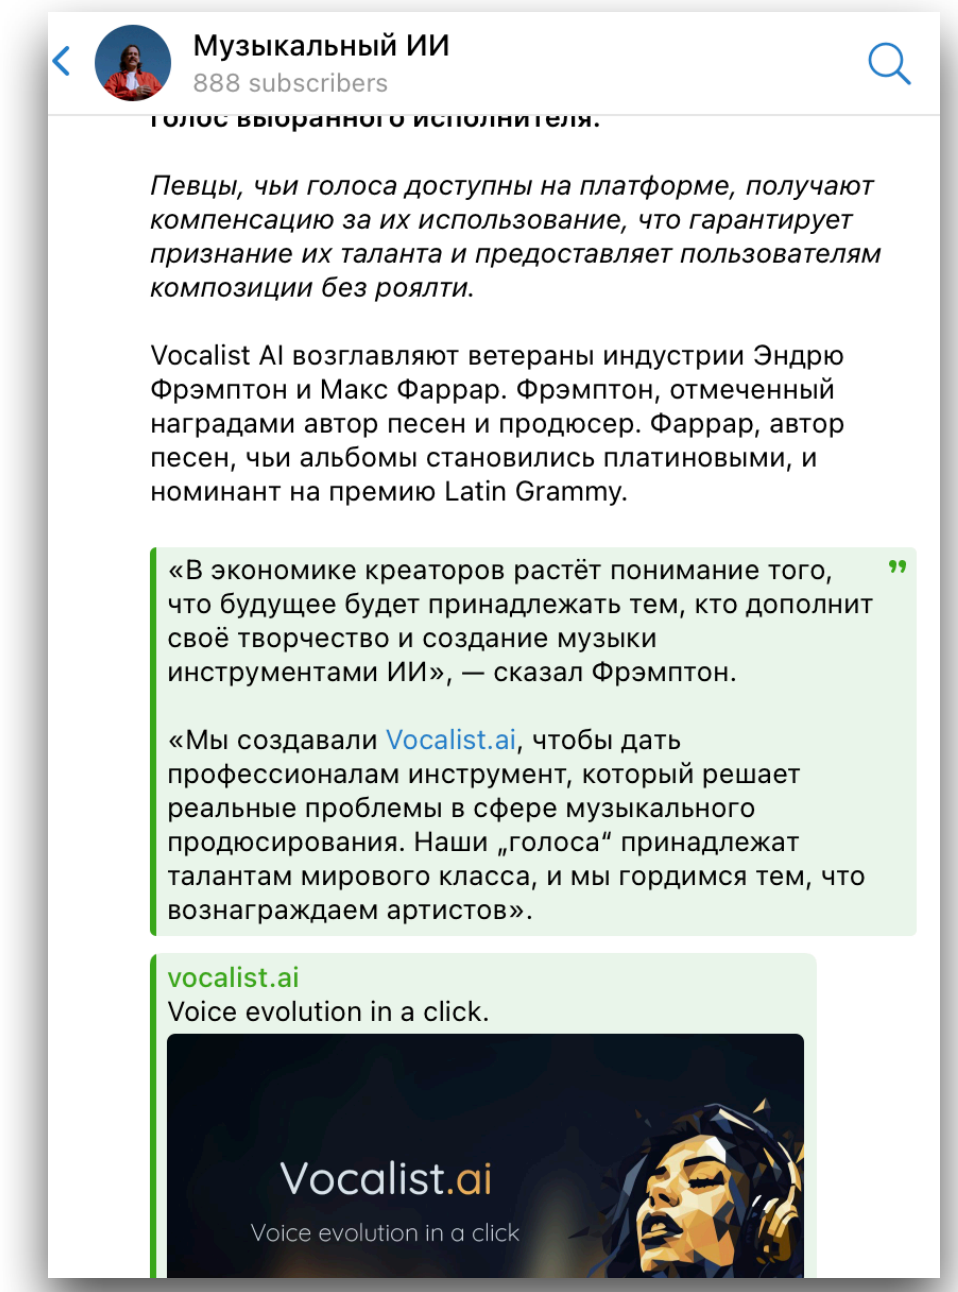 Музыкальный ИИ
888 subscribers
голос выбранного исполнителя.
Певцы, чьи голоса доступны на платформе, получают
компенсацию за их использование, что гарантирует
признание их таланта и предоставляет пользователям
композиции без роялти.
Vocalist AI возглавляют ветераны индустрии Эндрю
Фрэмптон и Макс Фаррар. Фрэмптон, отмеченный
наградами автор песен и продюсер. Фаррар, автор
песен, чьи альбомы становились платиновыми, и
номинант на премию Latin Grammy.
«В экономике креаторов растёт понимание того,
что будущее будет принадлежать тем, кто дополнит
своё творчество и создание музыки
инструментами ИИ», — сказал Фрэмптон.
«Мы создавали Vocalist.ai, чтобы дать
профессионалам инструмент, который решает
реальные проблемы в сфере музыкального
продюсирования. Наши „голоса“ принадлежат
талантам мирового класса, и мы гордимся тем, что
вознаграждаем артистов».
vocalist.ai
Voice evolution in a click.
Vocalist.ai
Voice evolution in a click